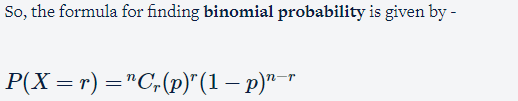 So, the formula for finding binomial probability is given by -
P(X = r) = ⁿCᵣ(p)ʳ(1 – p)ⁿ⁻ʳ